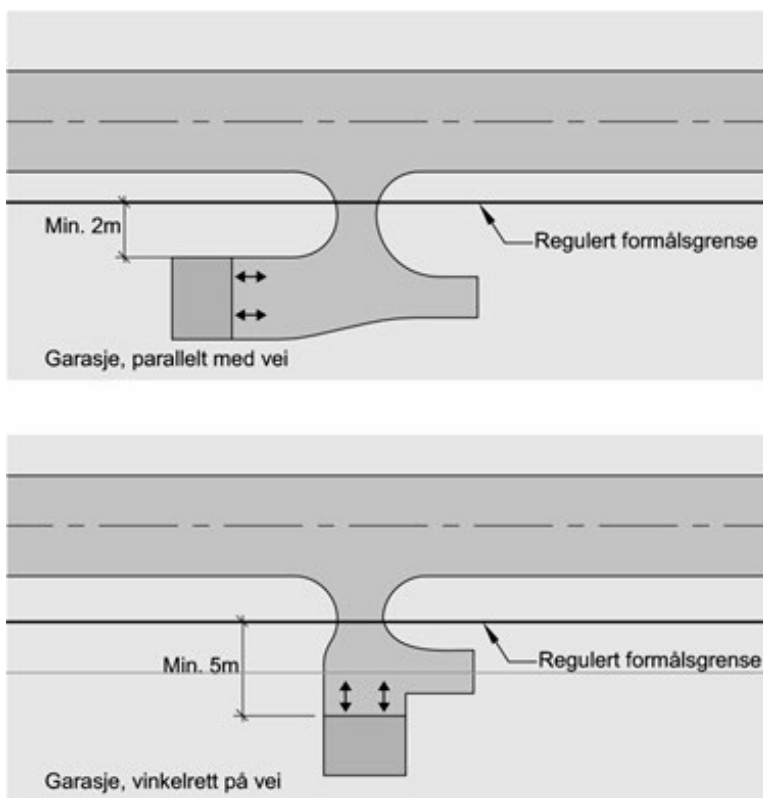 Min. 2m
Regulert formålsgrense
Garasje, parallelt med vei
Min. 5m
Regulert formålsgrense
Garasje, vinkelrett på vei